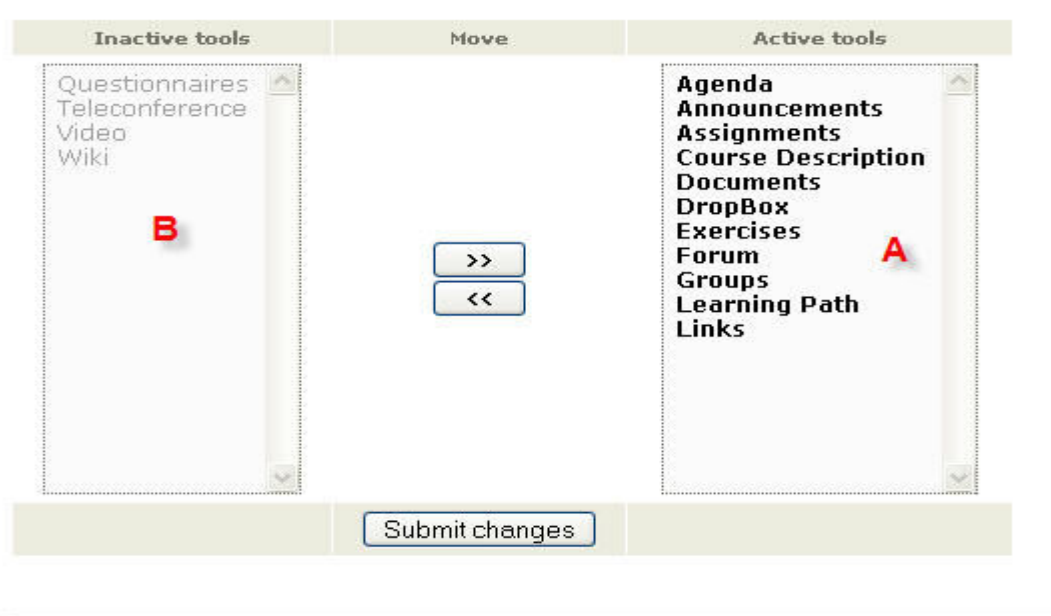 Inactive tools Move Active tools
Questionnaires
Teleconference
Video
Wiki
B
>>
<<
Agenda
Announcements
Assignments
Course Description
Documents
DropBox
Exercises
Forum
Groups
Learning Path
Links
A
Submit changes